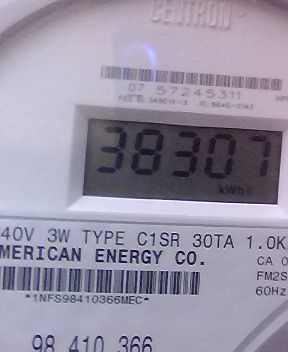 CENTRON®
07 57245311
38307
kWh
40V 3W TYPE C1SR 30TA 1.0K
MERICAN ENERGY CO.
CA 0
FM2S
60Hz
*1NFS98410366MEC*
98 410 366